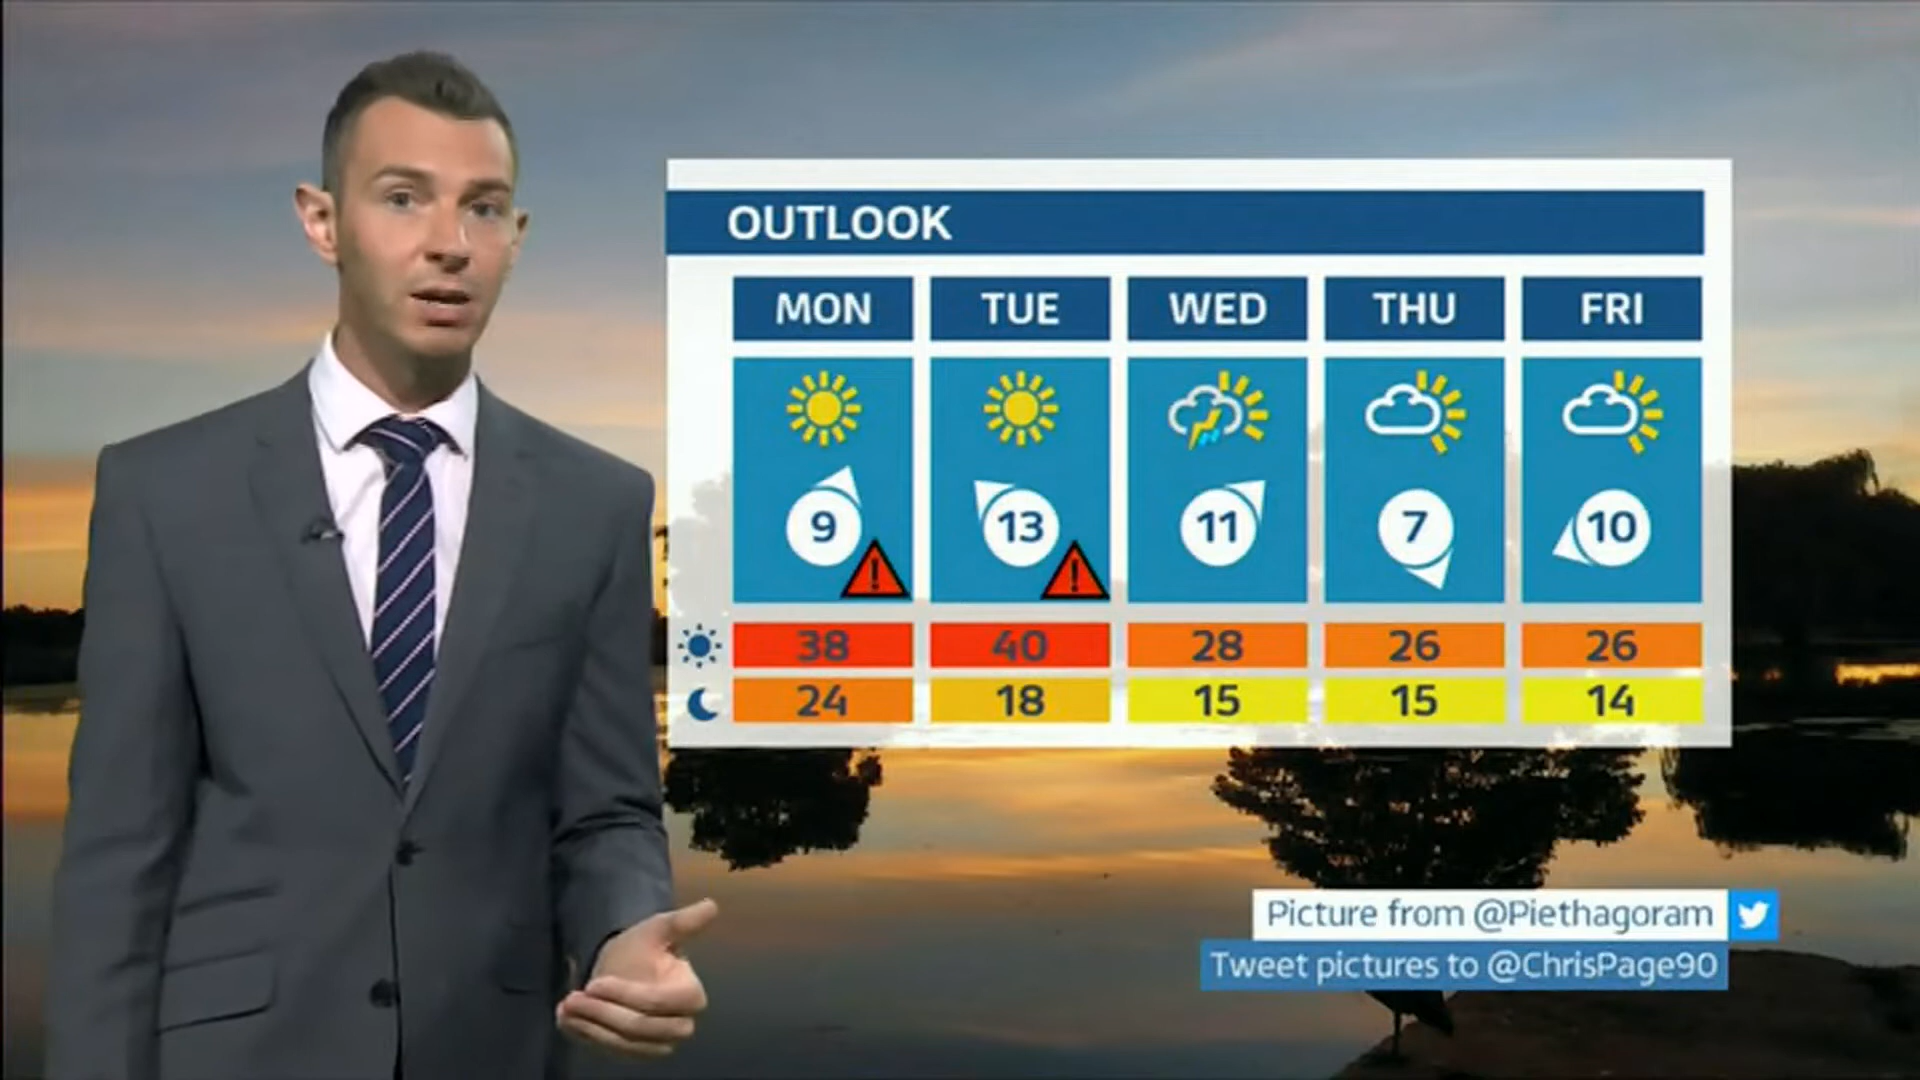 OUTLOOK
MON TUE WED THU FRI
9 13 11 7 10
! !
38 40 28 26 26
24 18 15 15 14
Picture from @Piethagoram
Tweet pictures to @ChrisPage90